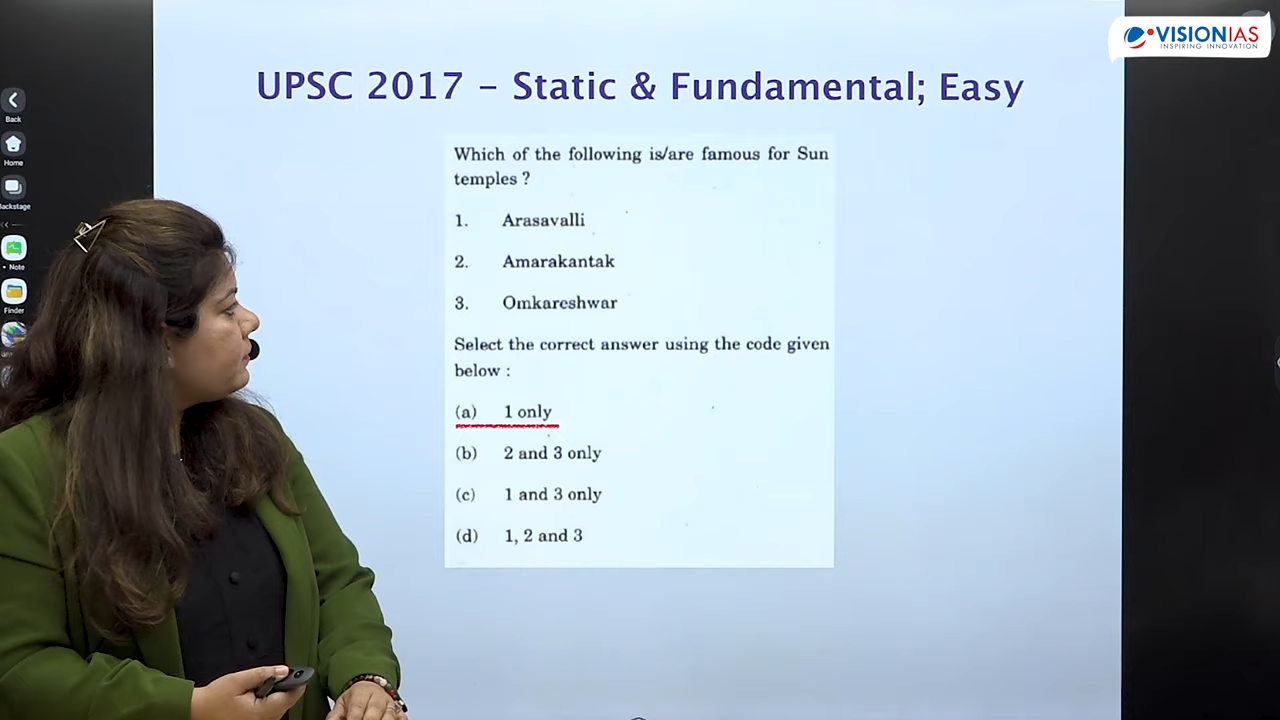 VISIONIAS
INSPIRING INNOVATION
UPSC 2017 – Static & Fundamental; Easy
Back
Home
Backstage
Note
Finder
Which of the following is/are famous for Sun
temples ?
1. Arasavalli
2. Amarakantak
3. Omkareshwar
Select the correct answer using the code given
below :
(a) 1 only
(b) 2 and 3 only
(c) 1 and 3 only
(d) 1, 2 and 3